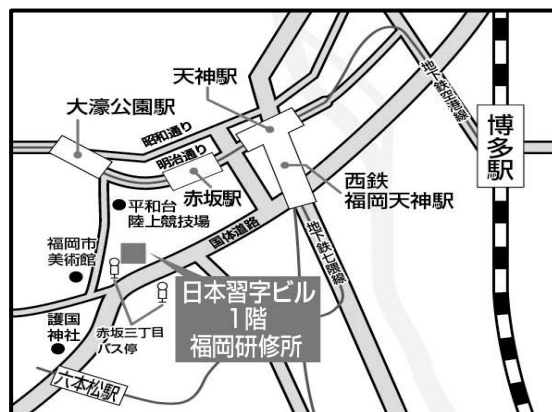 天神駅
地下鉄空港線
大濠公園駅
昭和通り
博多駅
明治通り
赤坂駅
西鉄
福岡天神駅
平和台
陸上競技場
国体道路
地下鉄七隈線
福岡市
美術館
日本習字ビル
1階
福岡研修所
護国
神社
赤坂三丁目
バス停
六本松駅